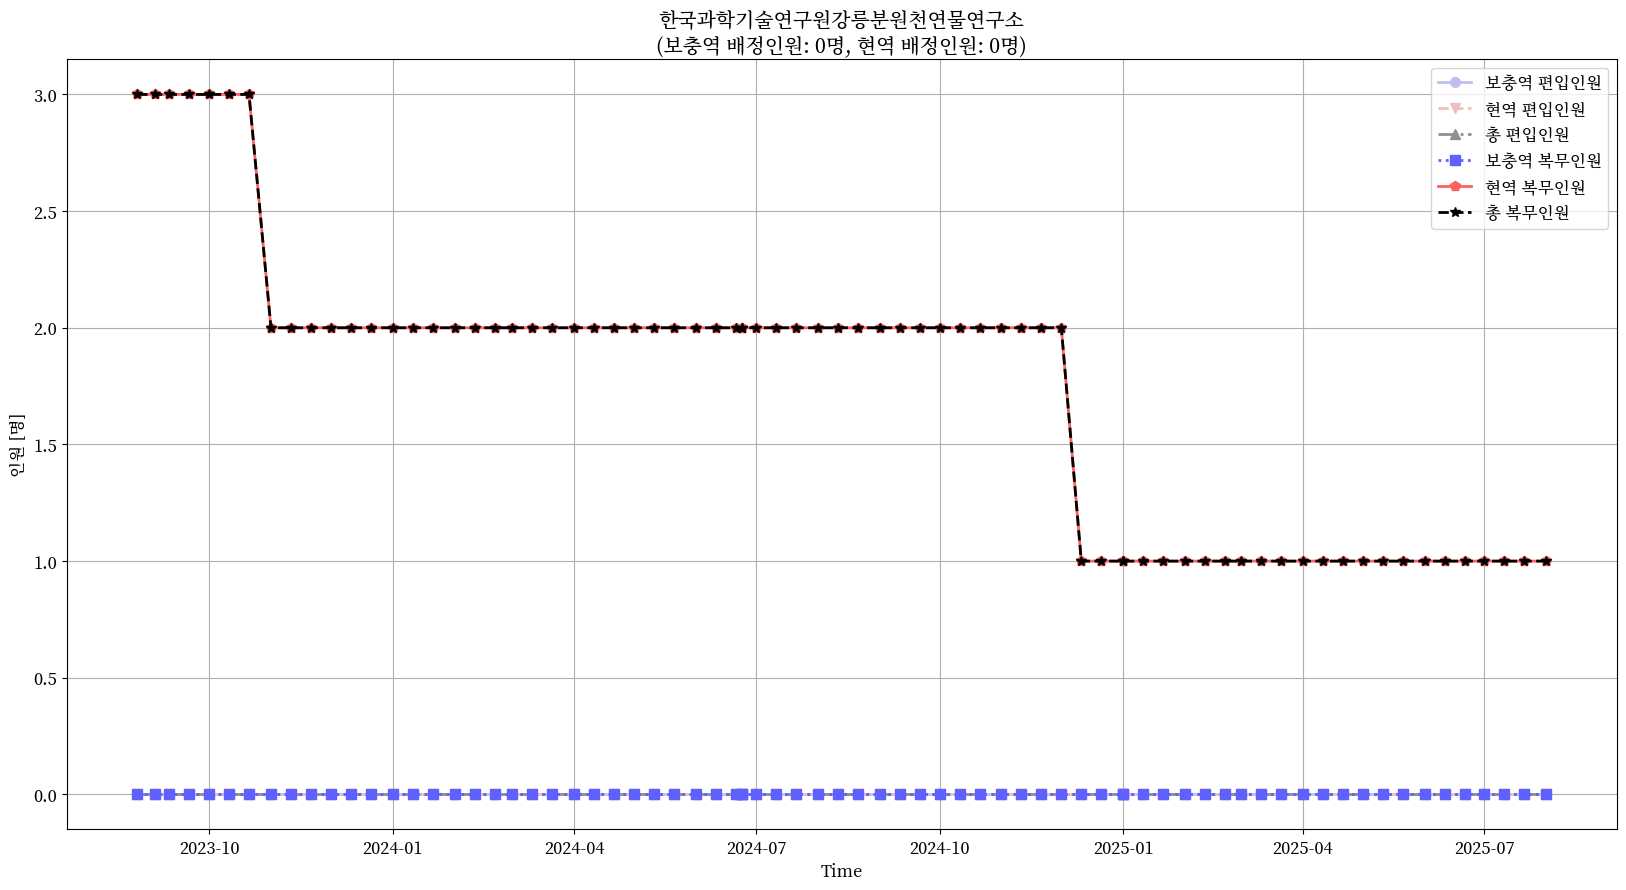 한국과학기술연구원강릉분원천연물연구소
(보충역 배정인원: 0명, 현역 배정인원: 0명)
보충역 편입인원
현역 편입인원
총 편입인원
보충역 복무인원
현역 복무인원
총 복무인원
3.0
2.5
2.0
1.5
1.0
0.5
0.0
인원 [명]
2023-10
2024-01
2024-04
2024-07
2024-10
2025-01
2025-04
2025-07
Time